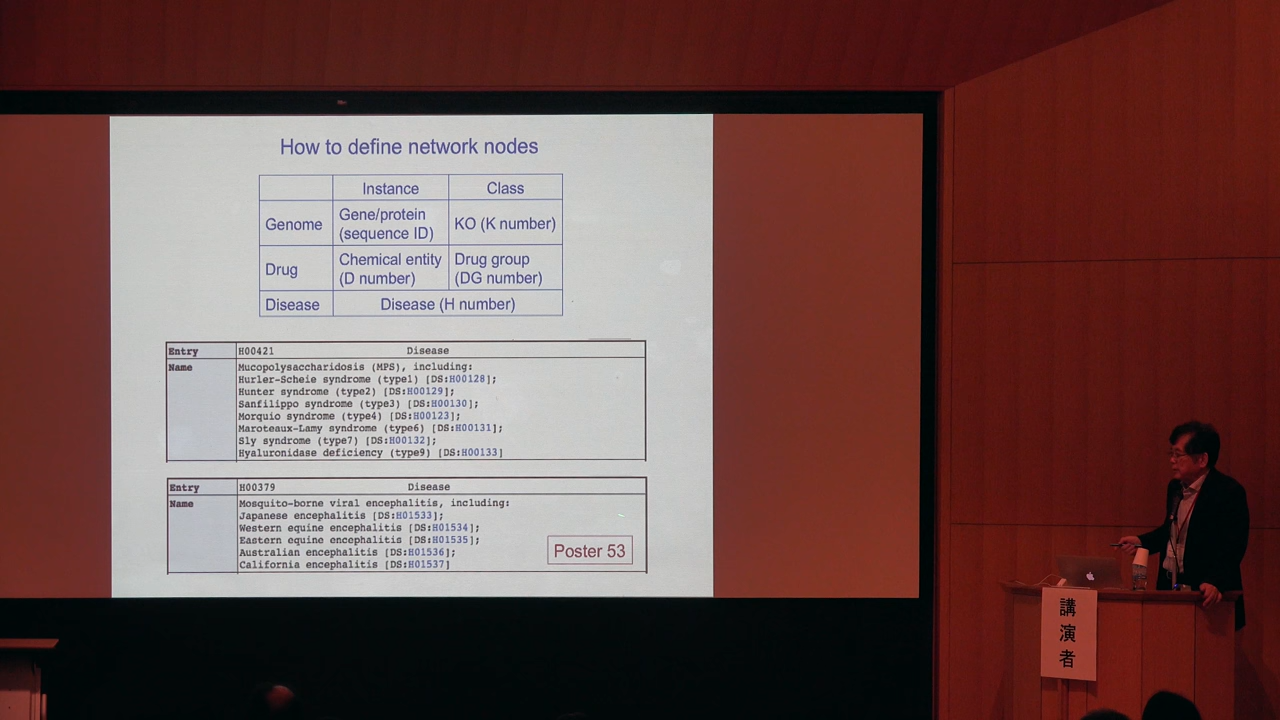 How to define network nodes
Instance Class
Genome Gene/protein (sequence ID) KO (K number)
Drug Chemical entity (D number) Drug group (DG number)
Disease Disease (H number)
Entry H00421 Disease
Name Mucopolysaccharidosis (MPS), including:
Hurler-Scheie syndrome (type1) [DS:H00128];
Hunter syndrome (type2) [DS:H00129];
Sanfilippo syndrome (type3) [DS:H00130];
Morquio syndrome (type4) [DS:H00123];
Maroteaux-Lamy syndrome (type6) [DS:H00131];
Sly syndrome (type7) [DS:H00132];
Hyaluronidase deficiency (type9) [DS:H00133]
Entry H00379 Disease
Name Mosquito-borne viral encephalitis, including:
Japanese encephalitis [DS:H01533];
Western equine encephalitis [DS:H01534];
Eastern equine encephalitis [DS:H01535];
Australian encephalitis [DS:H01536];
California encephalitis [DS:H01537]
Poster 53
講演者